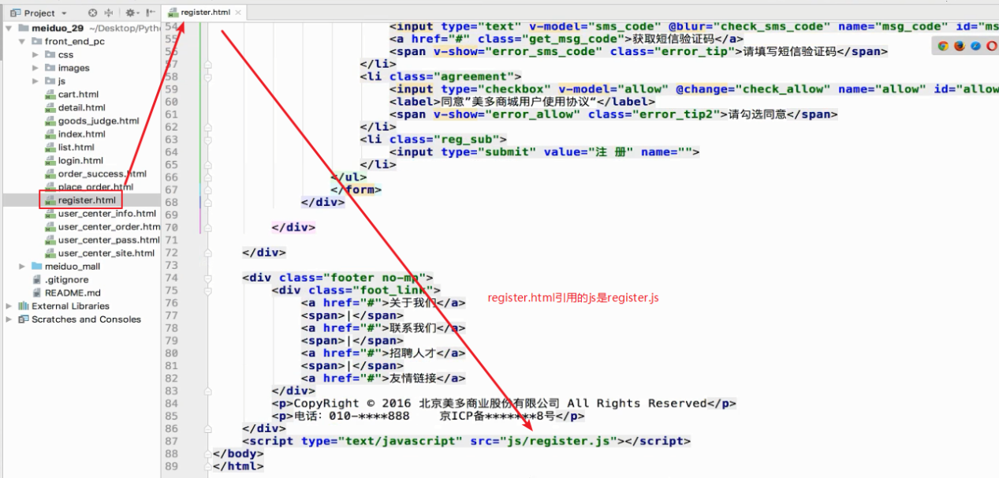 Project
register.html
meiduo_29 ~/Desktop/Pytho
front_end_pc
css
images
js
cart.html
detail.html
goods_judge.html
index.html
list.html
login.html
order_success.html
place_order.html
register.html
user_center_info.html
user_center_order.htm
user_center_pass.html
user_center_site.html
meiduo_mall
.gitignore
README.md
External Libraries
Scratches and Consoles
54 <input type="text" v-model="sms_code" @blur="check_sms_code" name="msg_code" id="ms
55 <a href="#" class="get_msg_code">获取短信验证码</a>
56 <span v-show="error_sms_code" class="error_tip">请填写短信验证码</span>
57 </li>
58 <li class="agreement">
59 <input type="checkbox" v-model="allow" @change="check_allow" name="allow" id="allow
60 <label>同意”美多商城用户使用协议“</label>
61 <span v-show="error_allow" class="error_tip2">请勾选同意</span>
62 </li>
63 <li class="reg_sub">
64 <input type="submit" value="注 册" name="">
65 </li>
66 </ul>
67 </form>
68 </div>
69
70 </div>
71
72 </div>
73
74 <div class="footer no-mp">
75 <div class="foot_link">
76 <a href="#">关于我们</a>
77 <span>|</span>
78 <a href="#">联系我们</a>
79 <span>|</span>
80 <a href="#">招聘人才</a>
81 <span>|</span>
82 <a href="#">友情链接</a>
83 </div>
84 <p>CopyRight © 2016 北京美多商业股份有限公司 All Rights Reserved</p>
85 <p>电话：010-****888 京ICP备*******8号</p>
86 </div>
87 <script type="text/javascript" src="js/register.js"></script>
88 </body>
89 </html>
register.html引用的js是register.js